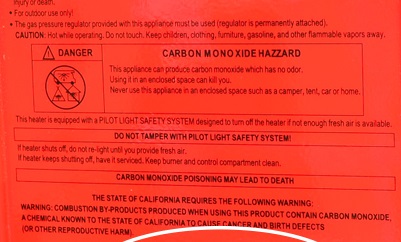 injury or death.
• For outdoor use only!
• The gas pressure regulator provided with this appliance must be used (regulator is permanently attached).
CAUTION: Hot while operating. Do not touch. Keep children, clothing, furniture, gasoline, and other flammable vapors away.
DANGER
CARBON MONOXIDE HAZZARD
This appliance can produce carbon monoxide which has no odor.
Using it in an enclosed space can kill you.
Never use this appliance in an enclosed space such as a camper, tent, car or home.
This heater is equipped with a PILOT LIGHT SAFETY SYSTEM designed to turn off the heater if not enough fresh air is available.
DO NOT TAMPER WITH PILOT LIGHT SAFETY SYSTEM!
If heater shuts off, do not re-light until you provide fresh air.
If heater keeps shutting off, have it serviced. Keep burner and control compartment clean.
CARBON MONOXIDE POISONING MAY LEAD TO DEATH
THE STATE OF CALIFORNIA REQUIRES THE FOLLOWING WARNING:
WARNING: COMBUSTION BY-PRODUCTS PRODUCED WHEN USING THIS PRODUCT CONTAIN CARBON MONOXIDE,
A CHEMICAL KNOWN TO THE STATE OF CALIFORNIA TO CAUSE CANCER AND BIRTH DEFECTS
(OR OTHER REPRODUCTIVE HARM).